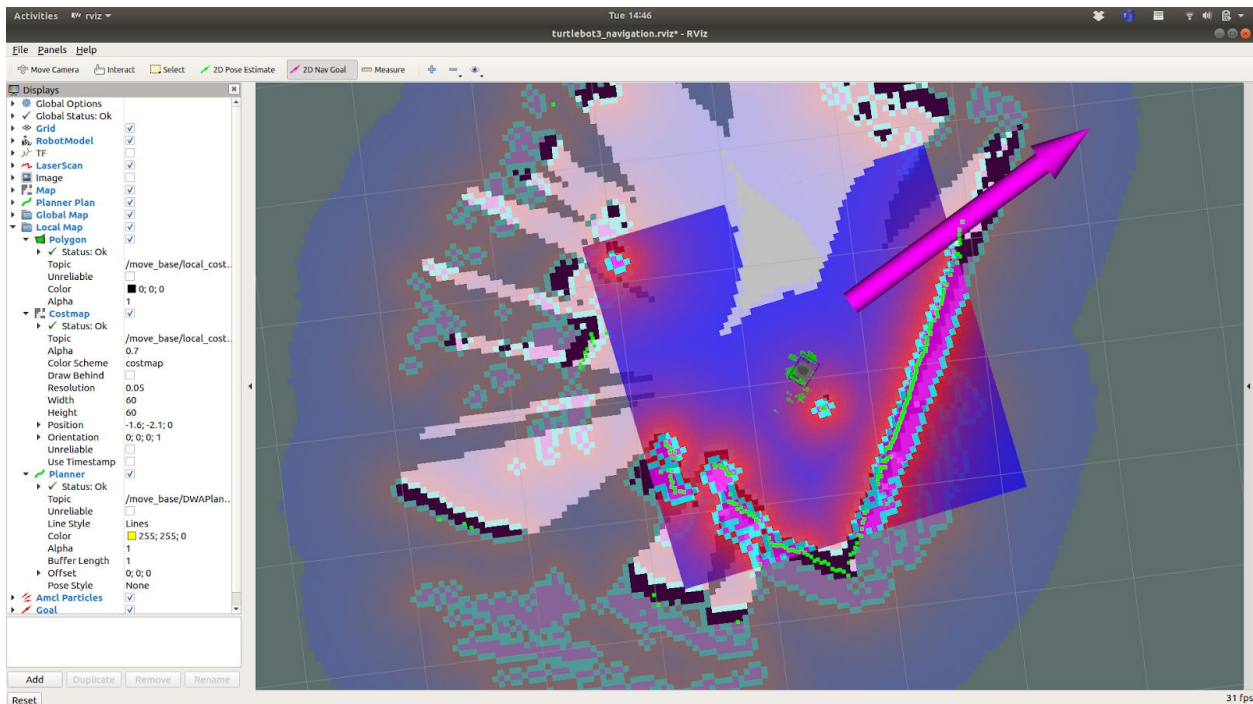 Activities RViz rviz Tue 14:46
turtlebot3_navigation.rviz* - RViz
File Panels Help
Move Camera Interact Select 2D Pose Estimate 2D Nav Goal Measure
Displays
Global Options
Global Status: Ok
Grid
RobotModel
TF
LaserScan
Image
Map
Planner Plan
Global Map
Local Map
Polygon
Status: Ok
Topic /move_base/local_cost..
Unreliable
Color 0; 0; 0
Alpha 1
Costmap
Status: Ok
Topic /move_base/local_cost..
Alpha 0.7
Color Scheme costmap
Draw Behind
Resolution 0.05
Width 60
Height 60
Position -1.6; -2.1; 0
Orientation 0; 0; 0; 1
Unreliable
Use Timestamp
Planner
Status: Ok
Topic /move_base/DWAPlan..
Unreliable
Line Style Lines
Color 255; 255; 0
Alpha 1
Buffer Length 1
Offset 0; 0; 0
Pose Style None
Amcl Particles
Goal
Add Duplicate Remove Rename
Reset 31 fps